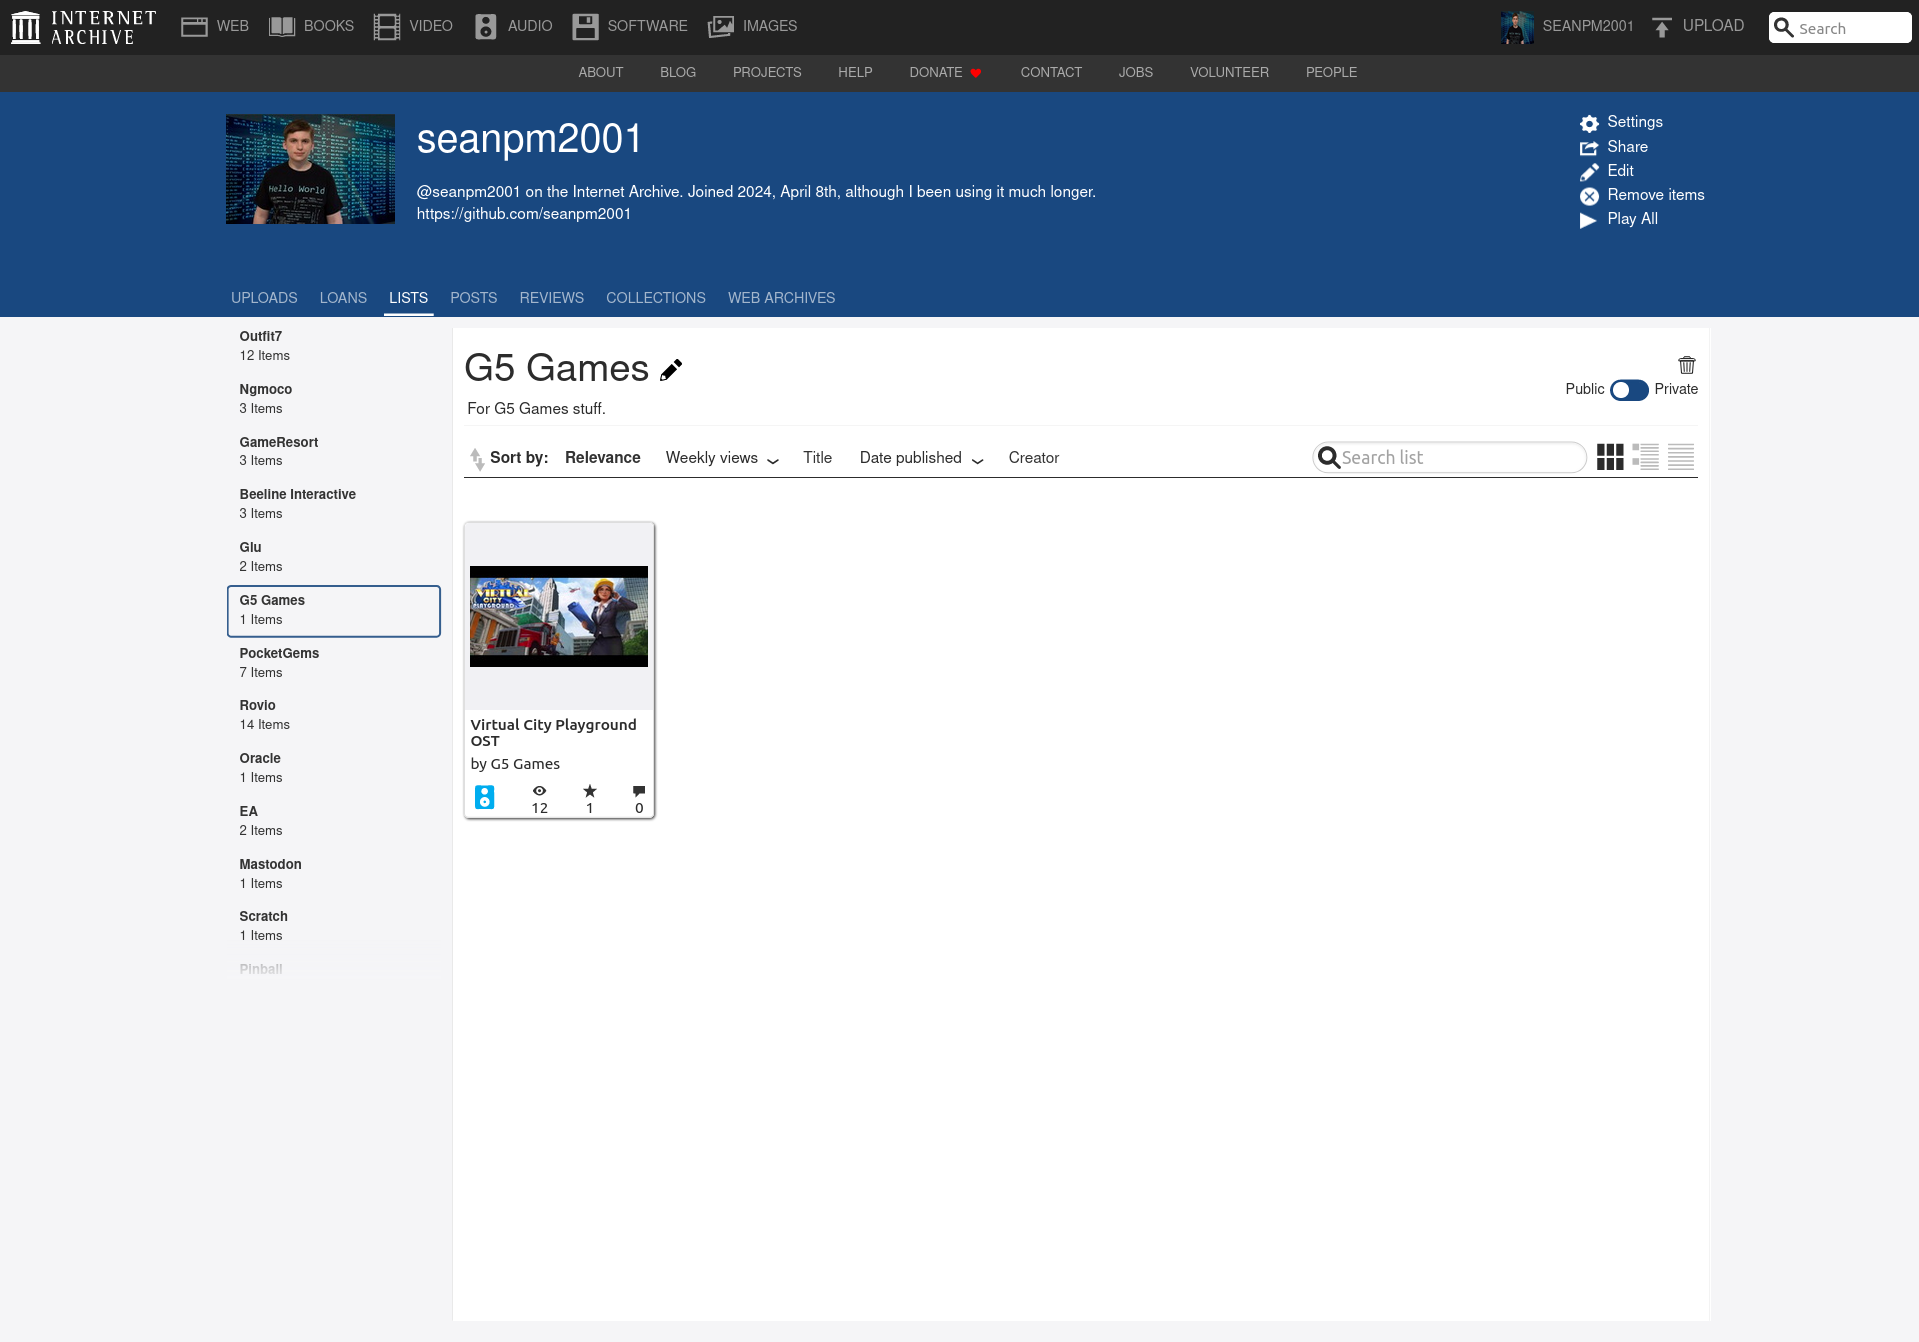 INTERNET
ARCHIVE
WEB
BOOKS
VIDEO
AUDIO
SOFTWARE
IMAGES
SEANPM2001
UPLOAD
Search
ABOUT
BLOG
PROJECTS
HELP
DONATE
CONTACT
JOBS
VOLUNTEER
PEOPLE
Hello World
seanpm2001
@seanpm2001 on the Internet Archive. Joined 2024, April 8th, although I been using it much longer.
https://github.com/seanpm2001
Settings
Share
Edit
Remove items
Play All
UPLOADS
LOANS
LISTS
POSTS
REVIEWS
COLLECTIONS
WEB ARCHIVES
Outfit7
12 Items
Ngmoco
3 Items
GameResort
3 Items
Beeline Interactive
3 Items
Glu
2 Items
G5 Games
1 Items
PocketGems
7 Items
Rovio
14 Items
Oracle
1 Items
EA
2 Items
Mastodon
1 Items
Scratch
1 Items
Pinball
G5 Games
For G5 Games stuff.
Public
Private
Sort by:
Relevance
Weekly views
Title
Date published
Creator
Search list
VIRTUAL
CITY
PLAYGROUND
Virtual City Playground
OST
by G5 Games
12
1
0